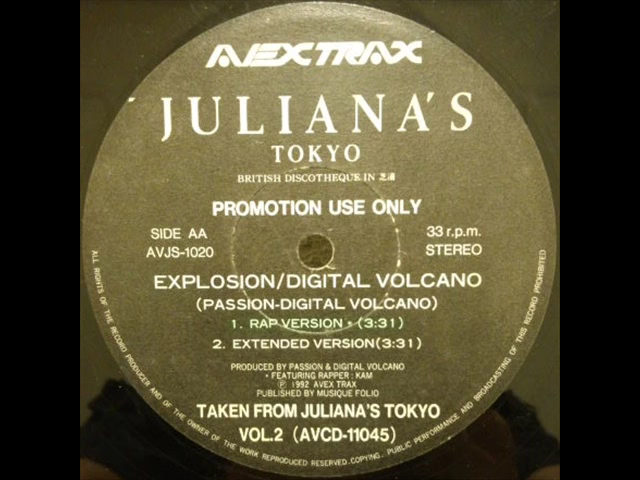 AVEX TRAX
JULIANA'S
TOKYO
BRITISH DISCOTHEQUE IN 芝浦
PROMOTION USE ONLY
SIDE AA
AVJS-1020
33 r.p.m.
STEREO
EXPLOSION/DIGITAL VOLCANO
(PASSION-DIGITAL VOLCANO)
1. RAP VERSION * (3:31)
2. EXTENDED VERSION(3:31)
PRODUCED BY PASSION & DIGITAL VOLCANO
* FEATURING RAPPER : KAM
Ⓟ 1992 AVEX TRAX
PUBLISHED BY MUSIQUE FOLIO
TAKEN FROM JULIANA'S TOKYO
VOL.2 (AVCD-11045)
ALL RIGHTS OF THE RECORD PRODUCER AND OF THE OWNER OF THE WORK REPRODUCED RESERVED. COPYING, PUBLIC PERFORMANCE AND BROADCASTING OF THIS RECORD PROHIBITED